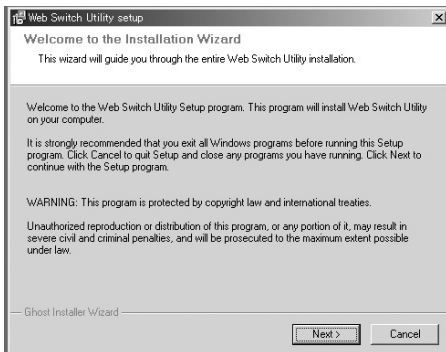 Web Switch Utility setup
Welcome to the Installation Wizard
This wizard will guide you through the entire Web Switch Utility installation.
Welcome to the Web Switch Utility Setup program. This program will install Web Switch Utility
on your computer.
It is strongly recommended that you exit all Windows programs before running this Setup
program. Click Cancel to quit Setup and close any programs you have running. Click Next to
continue with the Setup program.
WARNING: This program is protected by copyright law and international treaties.
Unauthorized reproduction or distribution of this program, or any portion of it, may result in
severe civil and criminal penalties, and will be prosecuted to the maximum extent possible
under law.
Ghost Installer Wizard
Next > Cancel